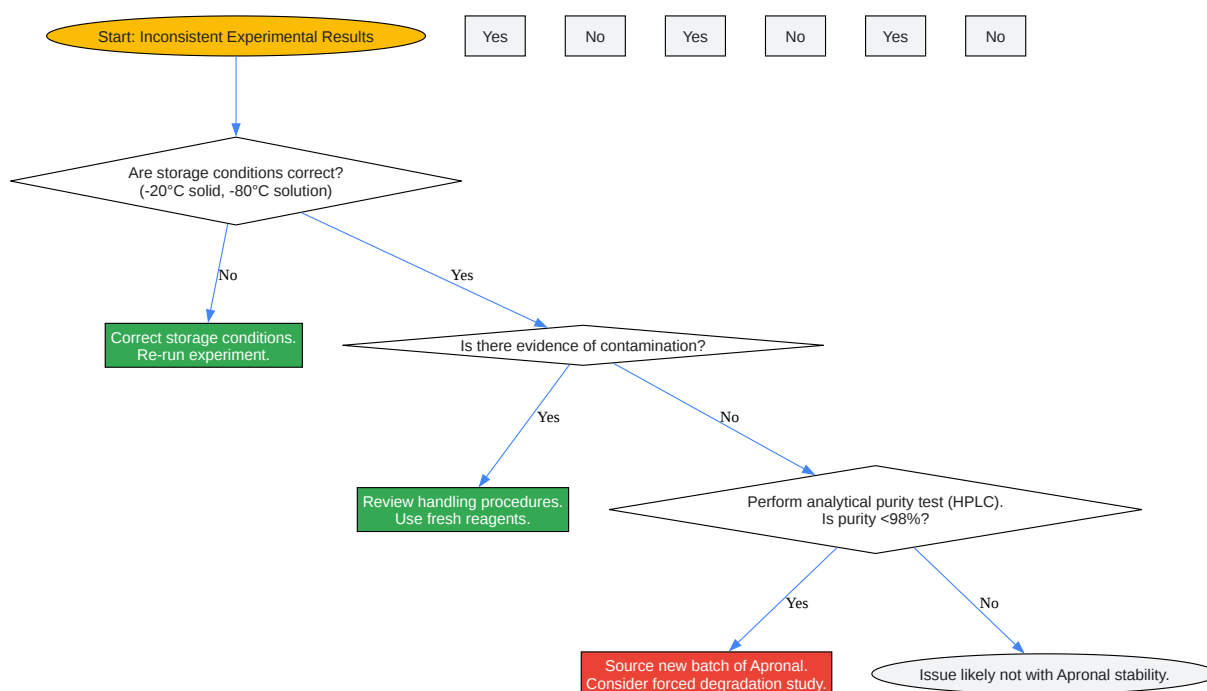 Start: Inconsistent Experimental Results
Yes
No
Yes
No
Yes
No
Are storage conditions correct?
(-20°C solid, -80°C solution)
No
Yes
Correct storage conditions.
Re-run experiment.
Is there evidence of contamination?
Yes
No
Review handling procedures.
Use fresh reagents.
Perform analytical purity test (HPLC).
Is purity <98%?
Yes
No
Source new batch of Apronal.
Consider forced degradation study.
Issue likely not with Apronal stability.